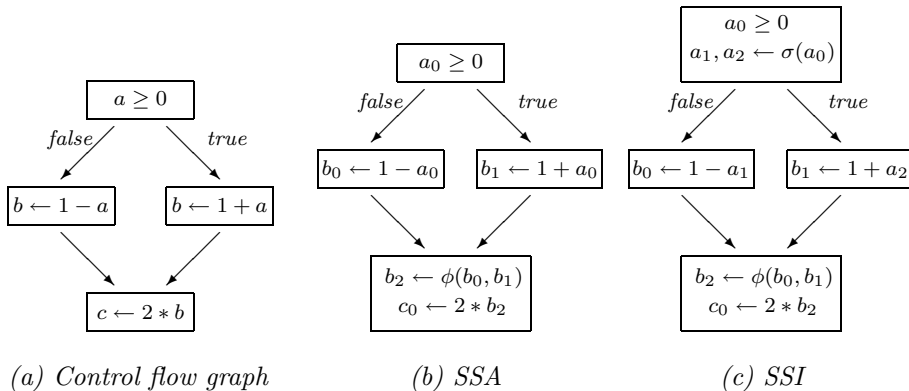 a ≥ 0
false
true
b ← 1 − a
b ← 1 + a
c ← 2 ∗ b
(a) Control flow graph
a₀ ≥ 0
false
true
b₀ ← 1 − a₀
b₁ ← 1 + a₀
b₂ ← ϕ(b₀, b₁)
c₀ ← 2 ∗ b₂
(b) SSA
a₀ ≥ 0
a₁, a₂ ← σ(a₀)
false
true
b₀ ← 1 − a₁
b₁ ← 1 + a₂
b₂ ← ϕ(b₀, b₁)
c₀ ← 2 ∗ b₂
(c) SSI